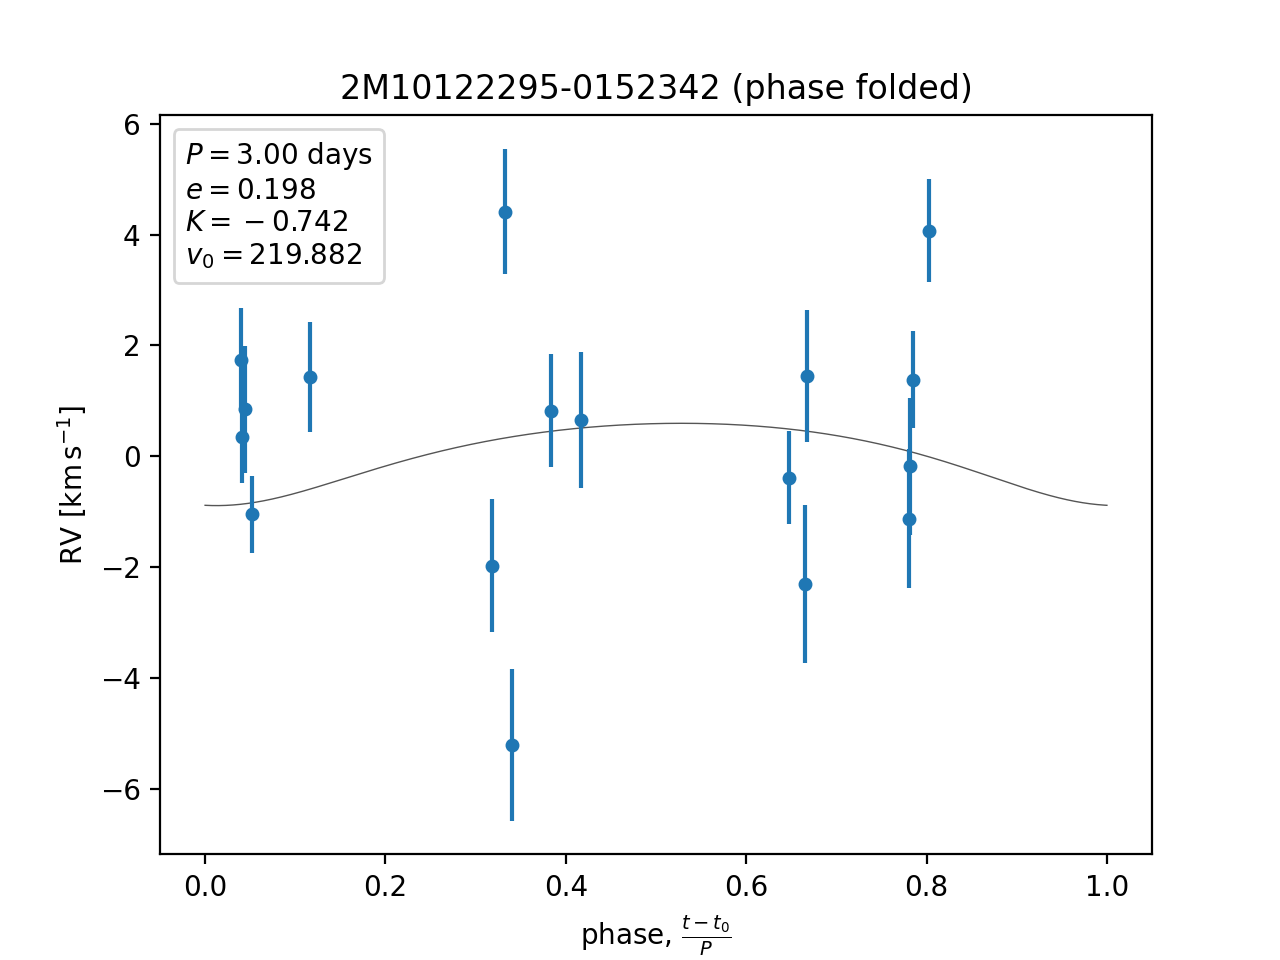 2M10122295-0152342 (phase folded)
P = 3.00 days
e = 0.198
K = −0.742
v₀ = 219.882
6
4
2
0
−2
−4
−6
RV [km s⁻¹]
0.0 0.2 0.4 0.6 0.8 1.0
phase, (t − t₀)/P